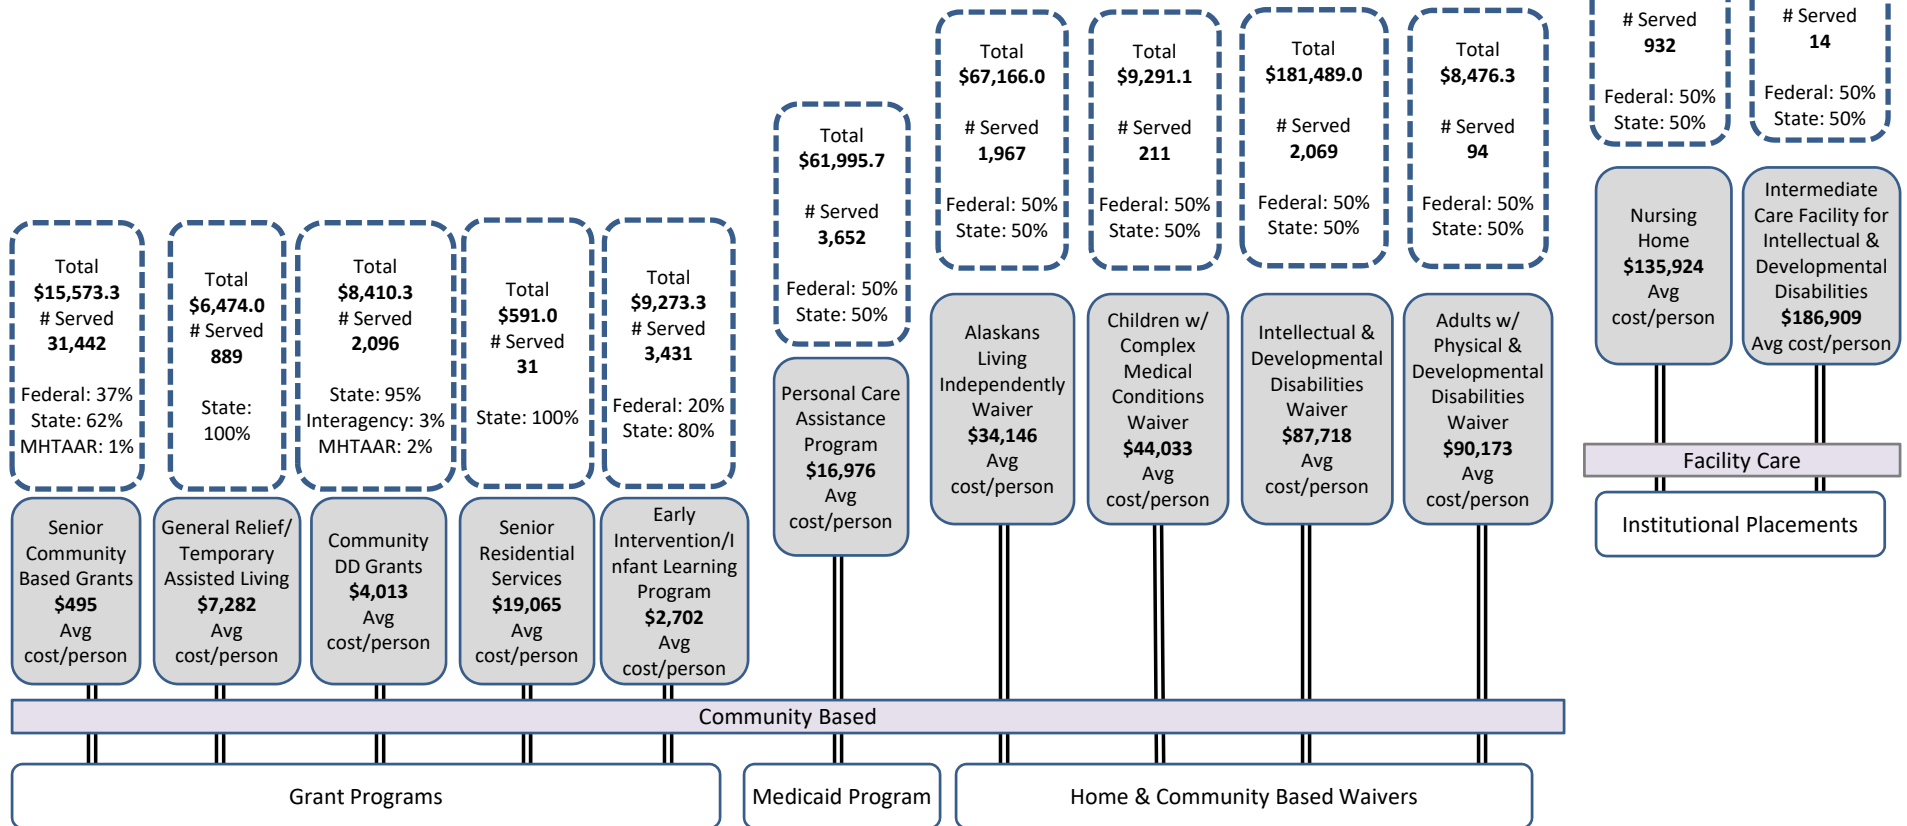 Total
$15,573.3
# Served
31,442
Federal: 37%
State: 62%
MHTAAR: 1%
Senior
Community
Based Grants
$495
Avg
cost/person
Total
$6,474.0
# Served
889
State:
100%
General Relief/
Temporary
Assisted Living
$7,282
Avg
cost/person
Total
$8,410.3
# Served
2,096
State: 95%
Interagency: 3%
MHTAAR: 2%
Community
DD Grants
$4,013
Avg
cost/person
Total
$591.0
# Served
31
State: 100%
Senior
Residential
Services
$19,065
Avg
cost/person
Total
$9,273.3
# Served
3,431
Federal: 20%
State: 80%
Early
Intervention/I
nfant Learning
Program
$2,702
Avg
cost/person
Total
$61,995.7
# Served
3,652
Federal: 50%
State: 50%
Personal Care
Assistance
Program
$16,976
Avg
cost/person
Total
$67,166.0
# Served
1,967
Federal: 50%
State: 50%
Alaskans
Living
Independently
Waiver
$34,146
Avg
cost/person
Total
$9,291.1
# Served
211
Federal: 50%
State: 50%
Children w/
Complex
Medical
Conditions
Waiver
$44,033
Avg
cost/person
Total
$181,489.0
# Served
2,069
Federal: 50%
State: 50%
Intellectual &
Developmental
Disabilities
Waiver
$87,718
Avg
cost/person
Total
$8,476.3
# Served
94
Federal: 50%
State: 50%
Adults w/
Physical &
Developmental
Disabilities
Waiver
$90,173
Avg
cost/person
# Served
932
Federal: 50%
State: 50%
Nursing
Home
$135,924
Avg
cost/person
# Served
14
Federal: 50%
State: 50%
Intermediate
Care Facility for
Intellectual &
Developmental
Disabilities
$186,909
Avg cost/person
Facility Care
Institutional Placements
Community Based
Grant Programs
Medicaid Program
Home & Community Based Waivers